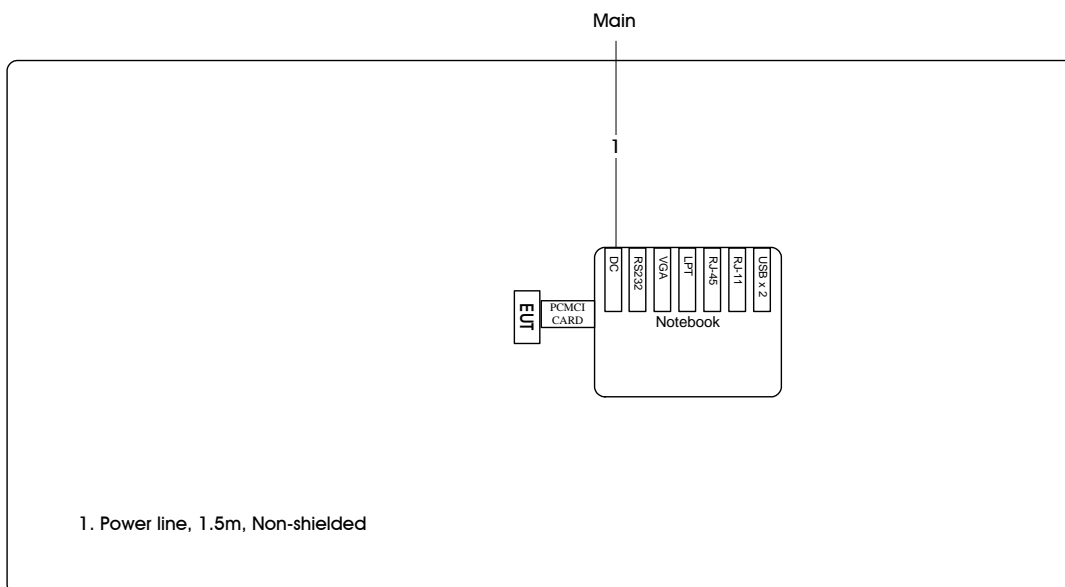 Main
1
DC
RS232
VGA
LPT
RJ-45
RJ-11
USB x 2
EUT
PCMCI
CARD
Notebook
1. Power line, 1.5m, Non-shielded